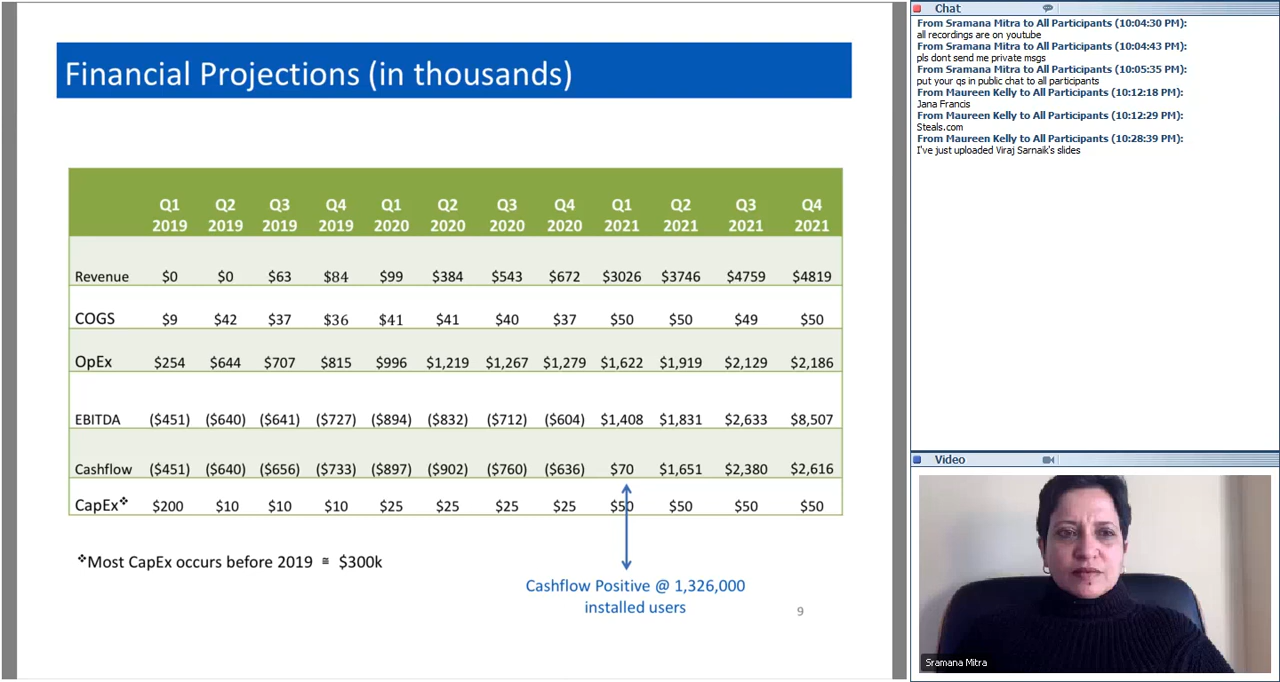 Financial Projections (in thousands)
Q1 Q2 Q3 Q4 Q1 Q2 Q3 Q4 Q1 Q2 Q3 Q4
2019 2019 2019 2019 2020 2020 2020 2020 2021 2021 2021 2021
Revenue $0 $0 $63 $84 $99 $384 $543 $672 $3026 $3746 $4759 $4819
COGS $9 $42 $37 $36 $41 $41 $40 $37 $50 $50 $49 $50
OpEx $254 $644 $707 $815 $996 $1,219 $1,267 $1,279 $1,622 $1,919 $2,129 $2,186
EBITDA ($451) ($640) ($641) ($727) ($894) ($832) ($712) ($604) $1,408 $1,831 $2,633 $8,507
Cashflow ($451) ($640) ($656) ($733) ($897) ($902) ($760) ($636) $70 $1,651 $2,380 $2,616
CapEx❖ $200 $10 $10 $10 $25 $25 $25 $25 $50 $50 $50 $50
❖Most CapEx occurs before 2019 ≅ $300k
Cashflow Positive @ 1,326,000
installed users
9
Chat
From Sramana Mitra to All Participants (10:04:30 PM):
all recordings are on youtube
From Sramana Mitra to All Participants (10:04:43 PM):
pls dont send me private msgs
From Sramana Mitra to All Participants (10:05:35 PM):
put your qs in public chat to all participants
From Maureen Kelly to All Participants (10:12:18 PM):
Jana Francis
From Maureen Kelly to All Participants (10:12:29 PM):
Steals.com
From Maureen Kelly to All Participants (10:28:39 PM):
I've just uploaded Viraj Sarnaik's slides
Video
Sramana Mitra